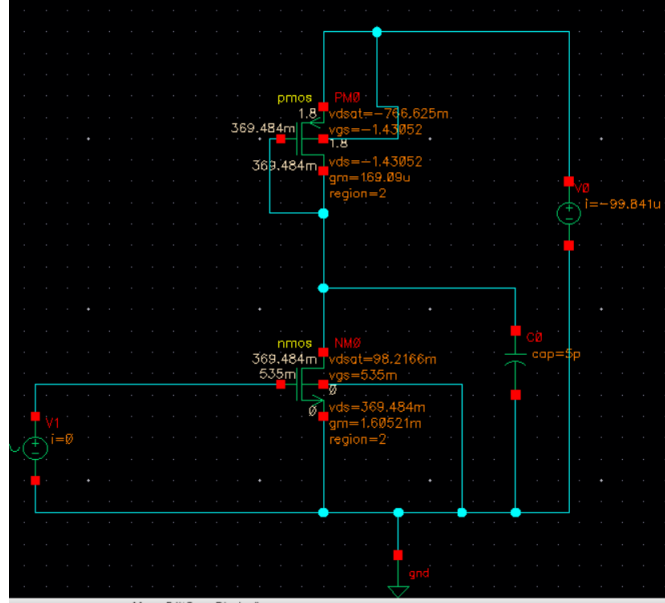 pmos PM0
1.8 vdsat=-766.625m
369.484m vgs=-1.43052
1.8
369.484m vds=-1.43052
gm=169.09u
region=2
V0
i=-99.841u
nmos NM0
369.484m vdsat=98.2166m
535m vgs=535m
0
0 vds=369.484m
gm=1.60521m
region=2
C0
cap=5p
V1
i=0
gnd